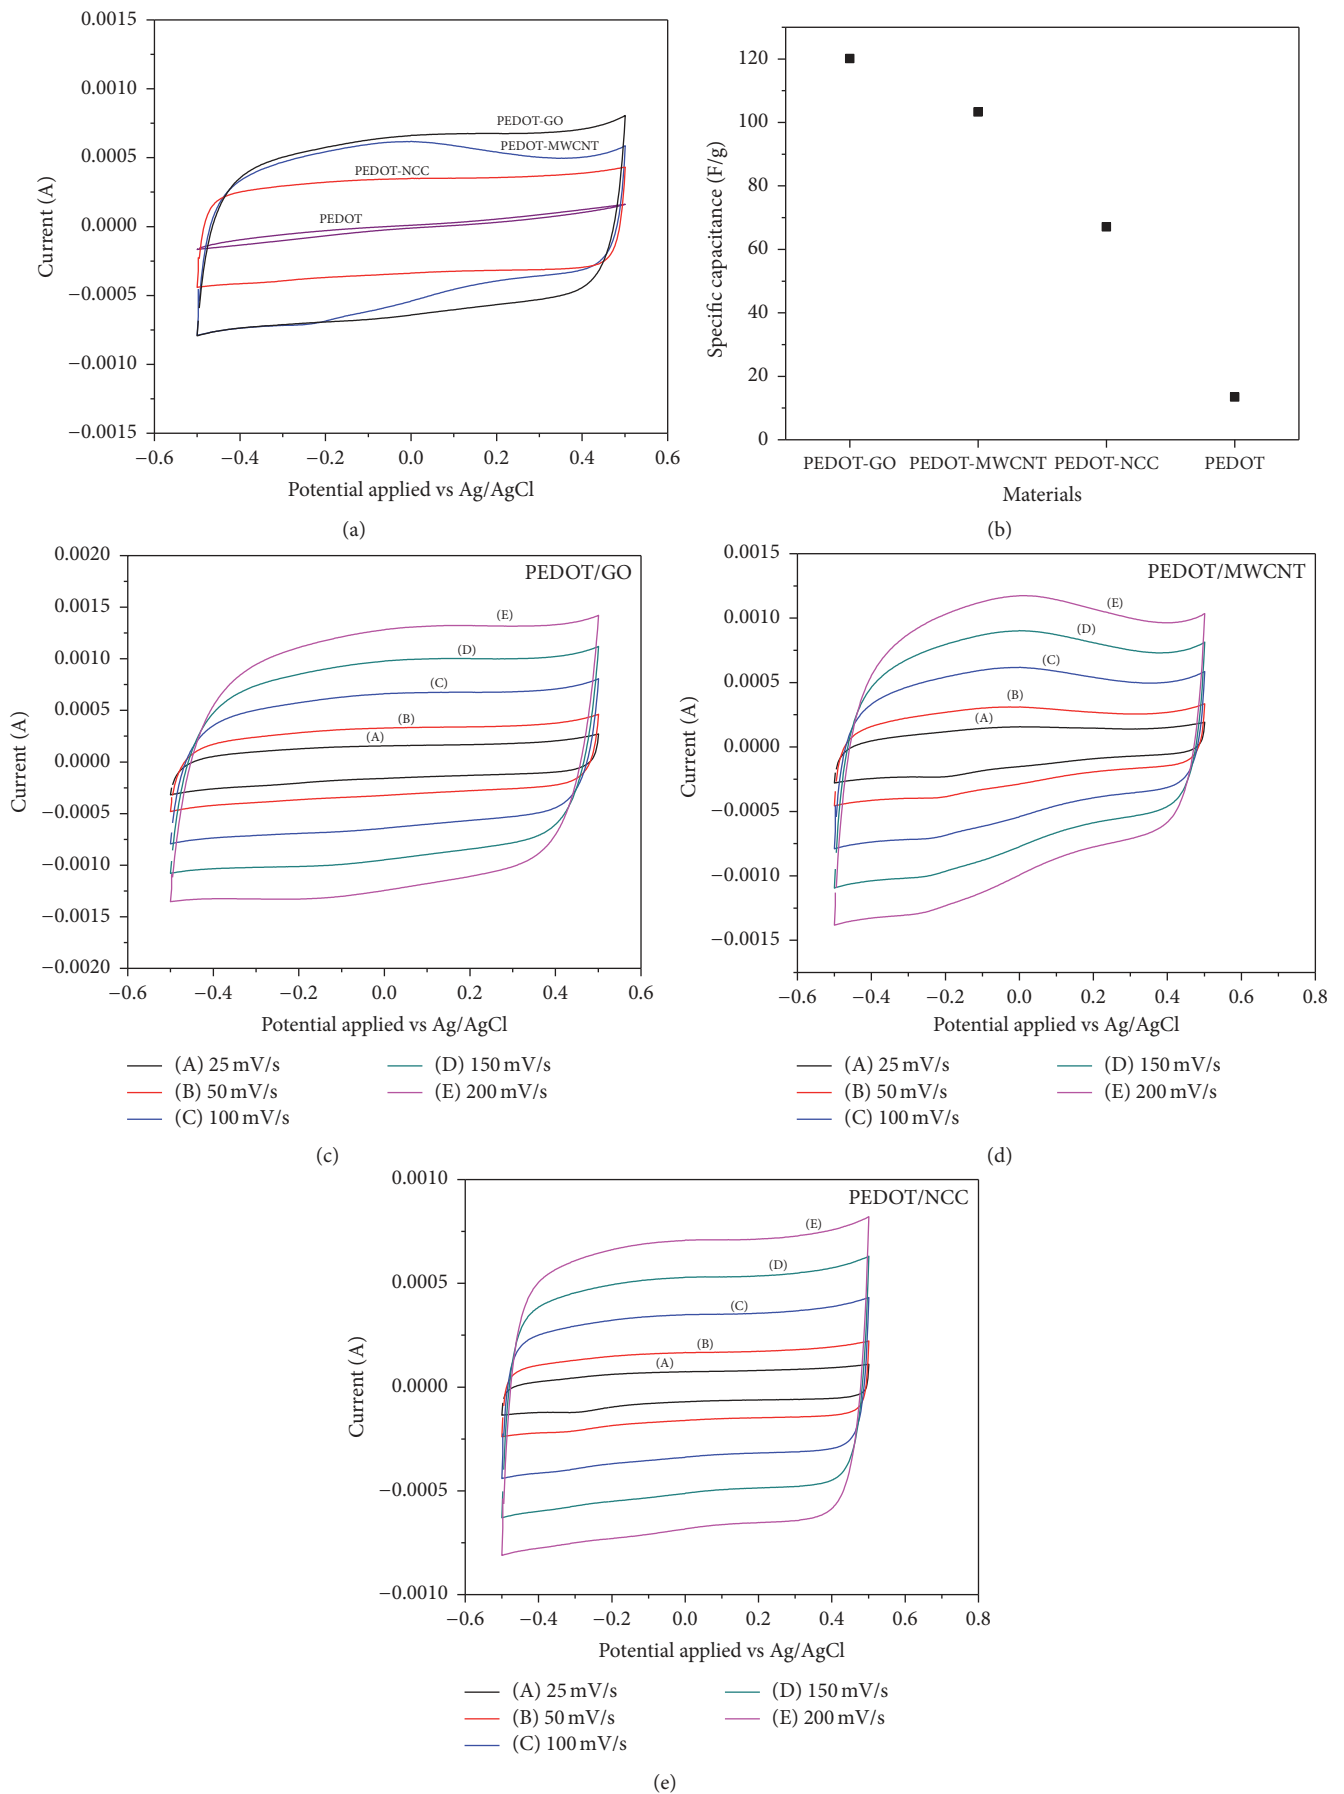 0.0015
0.0010
0.0005
0.0000
−0.0005
−0.0010
−0.0015
Current (A)
PEDOT-GO
PEDOT-MWCNT
PEDOT-NCC
PEDOT
−0.6 −0.4 −0.2 0.0 0.2 0.4 0.6
Potential applied vs Ag/AgCl
(a)
120
100
80
60
40
20
0
Specific capacitance (F/g)
PEDOT-GO PEDOT-MWCNT PEDOT-NCC PEDOT
Materials
(b)
0.0020
0.0015
0.0010
0.0005
0.0000
−0.0005
−0.0010
−0.0015
−0.0020
Current (A)
PEDOT/GO
(E)
(D)
(C)
(B)
(A)
−0.6 −0.4 −0.2 0.0 0.2 0.4 0.6
Potential applied vs Ag/AgCl
(A) 25 mV/s
(B) 50 mV/s
(C) 100 mV/s
(D) 150 mV/s
(E) 200 mV/s
(c)
0.0015
0.0010
0.0005
0.0000
−0.0005
−0.0010
−0.0015
Current (A)
PEDOT/MWCNT
(E)
(D)
(C)
(B)
(A)
−0.6 −0.4 −0.2 0.0 0.2 0.4 0.6 0.8
Potential applied vs Ag/AgCl
(A) 25 mV/s
(B) 50 mV/s
(C) 100 mV/s
(D) 150 mV/s
(E) 200 mV/s
(d)
0.0010
0.0005
0.0000
−0.0005
−0.0010
Current (A)
PEDOT/NCC
(E)
(D)
(C)
(B)
(A)
−0.6 −0.4 −0.2 0.0 0.2 0.4 0.6 0.8
Potential applied vs Ag/AgCl
(A) 25 mV/s
(B) 50 mV/s
(C) 100 mV/s
(D) 150 mV/s
(E) 200 mV/s
(e)